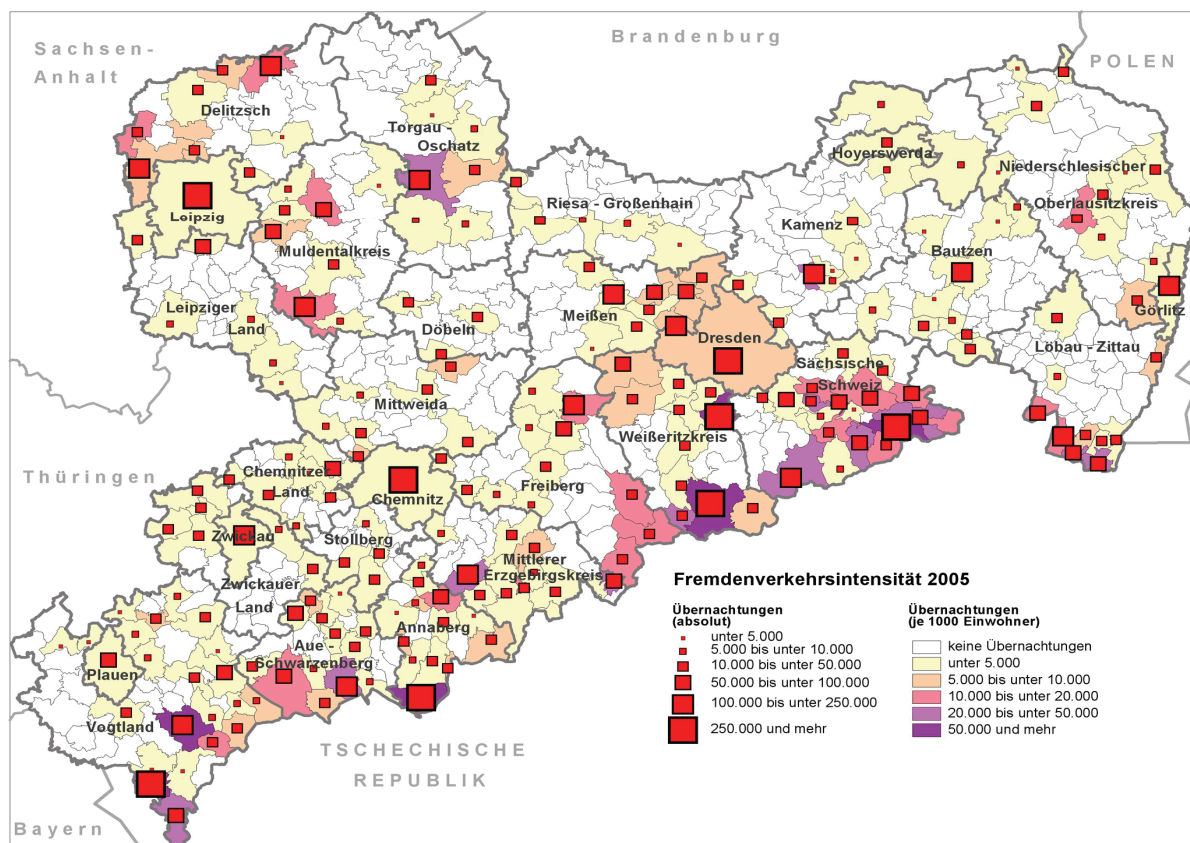 Sachsen-
Anhalt
Brandenburg
POLEN
Delitzsch
Torgau -
Oschatz
Hoyerswerda
Niederschlesischer
Oberlausitzkreis
Leipzig
Riesa - Großenhain
Kamenz
Muldentalkreis
Bautzen
Leipziger
Land
Döbeln
Meißen
Dresden
Görlitz
Löbau - Zittau
Sächsische
Schweiz
Mittweida
Weißeritzkreis
Thüringen
Chemnitzer
Land
Chemnitz
Freiberg
Zwickau
Stollberg
Mittlerer
Erzgebirgskreis
Zwickauer
Land
Annaberg
Aue -
Schwarzenberg
Plauen
Vogtland
TSCHECHISCHE
REPUBLIK
Bayern
Fremdenverkehrsintensität 2005
Übernachtungen
(absolut)
unter 5.000
5.000 bis unter 10.000
10.000 bis unter 50.000
50.000 bis unter 100.000
100.000 bis unter 250.000
250.000 und mehr
Übernachtungen
(je 1000 Einwohner)
keine Übernachtungen
unter 5.000
5.000 bis unter 10.000
10.000 bis unter 20.000
20.000 bis unter 50.000
50.000 und mehr